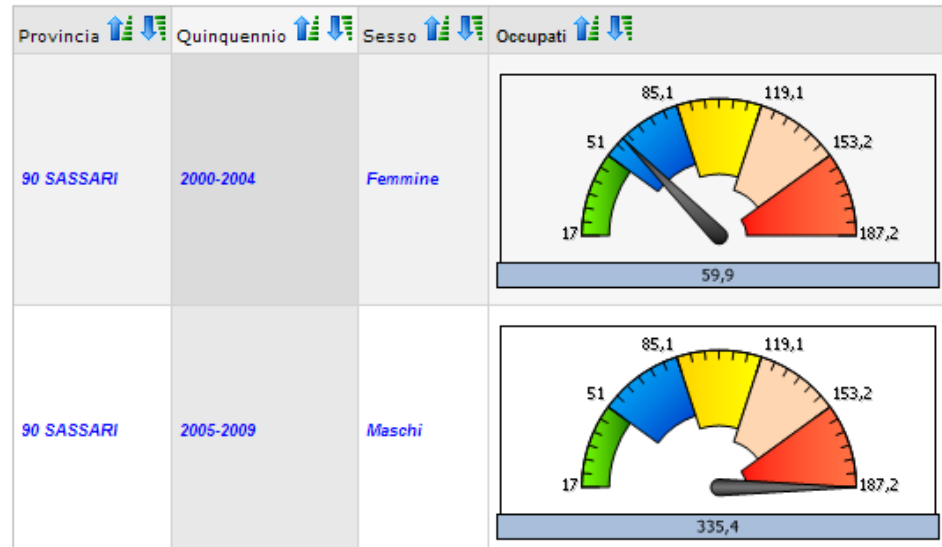 Provincia Quinquennio Sesso Occupati
90 SASSARI 2000-2004 Femmine
85,1 119,1
51 153,2
17 187,2
59,9
90 SASSARI 2005-2009 Maschi
85,1 119,1
51 153,2
17 187,2
335,4